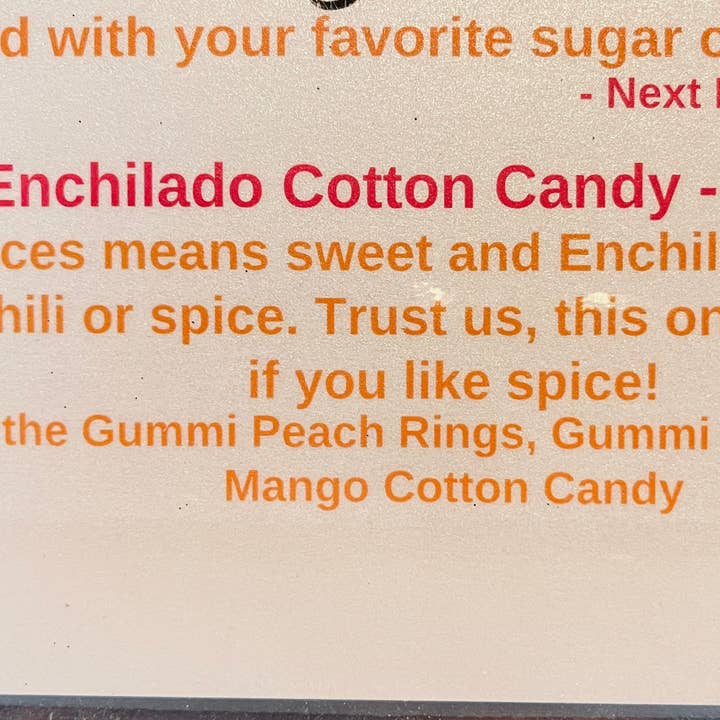 d with your favorite sugar
- Next
Enchilado Cotton Candy -
ces means sweet and Enchil
hili or spice. Trust us, this on
if you like spice!
the Gummi Peach Rings, Gummi
Mango Cotton Candy